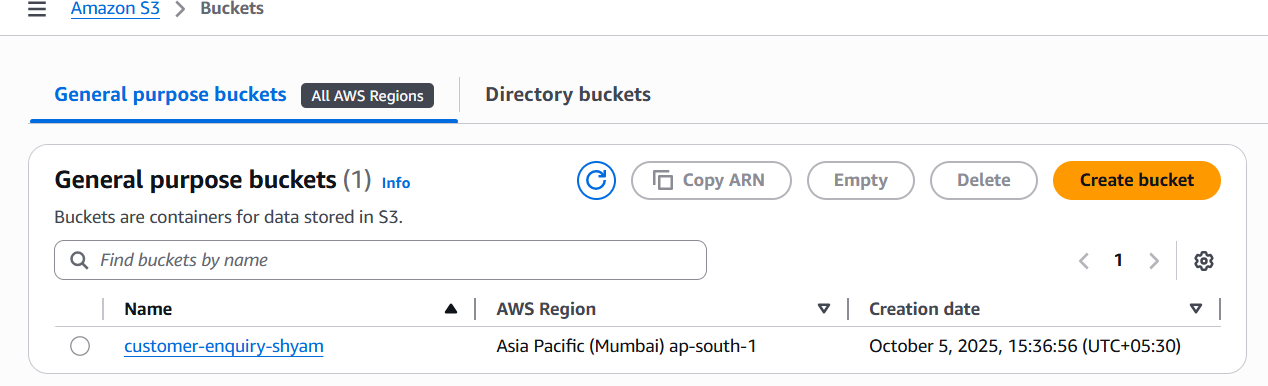 Amazon S3 > Buckets
General purpose buckets All AWS Regions Directory buckets
General purpose buckets (1) Info Copy ARN Empty Delete Create bucket
Buckets are containers for data stored in S3.
Find buckets by name 1
Name AWS Region Creation date
customer-enquiry-shyam Asia Pacific (Mumbai) ap-south-1 October 5, 2025, 15:36:56 (UTC+05:30)